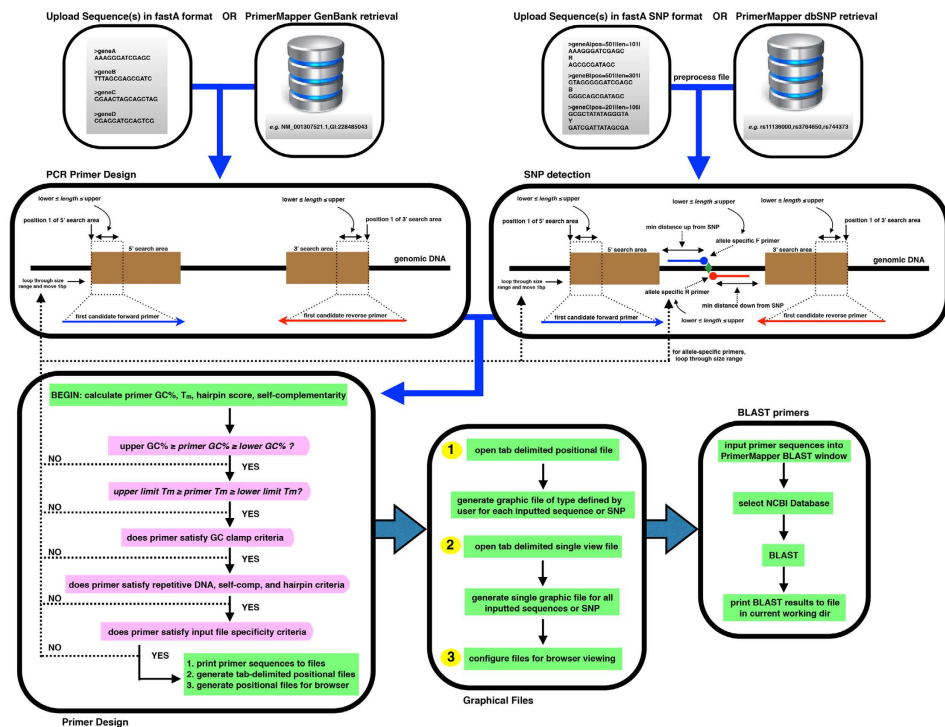 Upload Sequence(s) in fastA format OR PrimerMapper GenBank retrieval
>geneA
AAAGGGATCGAGC
>geneB
TTTAGCGAGCGATC
>geneC
GGAACTAGCAGCTAG
>geneD
CGAGGATGCAGTCG
e.g. NM_001307521.1,GI:228485043
Upload Sequence(s) in fastA SNP format OR PrimerMapper dbSNP retrieval
>geneA|pos=501|len=101|
AAAGGGATCGAGC
R
AGCGCGATAGC
>geneB|pos=501|len=301|
GTAGGGGGATCGAGC
B
GGGCAGCGATAGC
>geneC|pos=201|len=106|
GCGCTATATAGGGTA
Y
GATCGATTATAGCGA
preprocess file
e.g. rs11136000,rs3764650,rs744373
PCR Primer Design
lower ≤ length ≤ upper
position 1 of 5' search area
5' search area
lower ≤ length ≤ upper
position 1 of 3' search area
3' search area
genomic DNA
loop through size
range and move 1bp
first candidate forward primer
first candidate reverse primer
SNP detection
lower ≤ length ≤ upper
position 1 of 5' search area
5' search area
min distance up from SNP
lower ≤ length ≤ upper
allele specific F primer
lower ≤ length ≤ upper
position 1 of 3' search area
3' search area
genomic DNA
loop through size
range and move 1bp
allele specific R primer
min distance down from SNP
first candidate forward primer
lower ≤ length ≤ upper
first candidate reverse primer
for allele-specific primers,
loop through size range
BEGIN: calculate primer GC%, Tm, hairpin score, self-complementarity
upper GC% ≥ primer GC% ≥ lower GC% ?
NO
YES
upper limit Tm ≥ primer Tm ≥ lower limit Tm?
NO
YES
does primer satisfy GC clamp criteria
NO
YES
does primer satisfy repetitive DNA, self-comp, and hairpin criteria
NO
YES
does primer satisfy input file specificity criteria
NO
YES
1. print primer sequences to files
2. generate tab-delimited positional files
3. generate positional files for browser
Primer Design
1
open tab delimited positional file
generate graphic file of type defined by
user for each inputted sequence or SNP
2
open tab delimited single view file
generate single graphic file for all
inputted sequences or SNP
3
configure files for browser viewing
Graphical Files
BLAST primers
input primer sequences into
PrimerMapper BLAST window
select NCBI Database
BLAST
print BLAST results to file
in current working dir